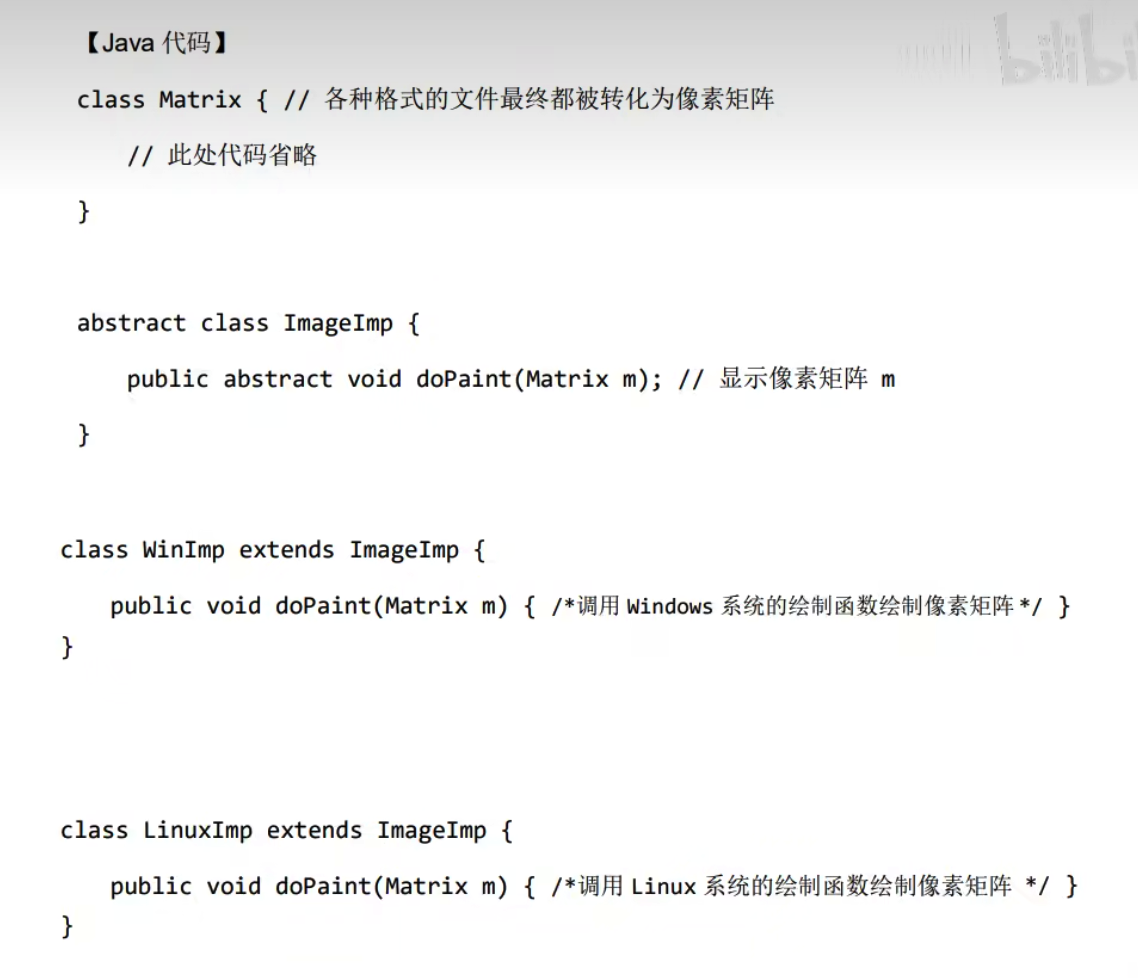 【Java 代码】
bilibili
class Matrix { // 各种格式的文件最终都被转化为像素矩阵
// 此处代码省略
}
abstract class ImageImp {
public abstract void doPaint(Matrix m); // 显示像素矩阵 m
}
class WinImp extends ImageImp {
public void doPaint(Matrix m) { /*调用 Windows 系统的绘制函数绘制像素矩阵*/ }
}
class LinuxImp extends ImageImp {
public void doPaint(Matrix m) { /*调用 Linux 系统的绘制函数绘制像素矩阵 */ }
}